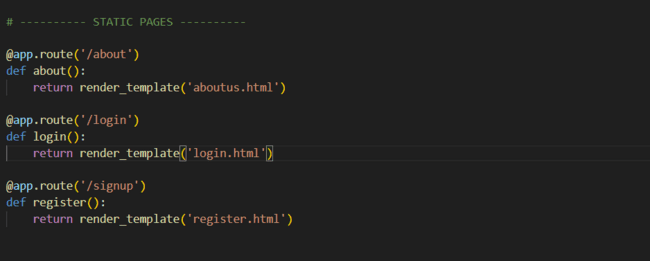 # ---------- STATIC PAGES ----------
@app.route('/about')
def about():
    return render_template('aboutus.html')
@app.route('/login')
def login():
    return render_template('login.html')
@app.route('/signup')
def register():
    return render_template('register.html')